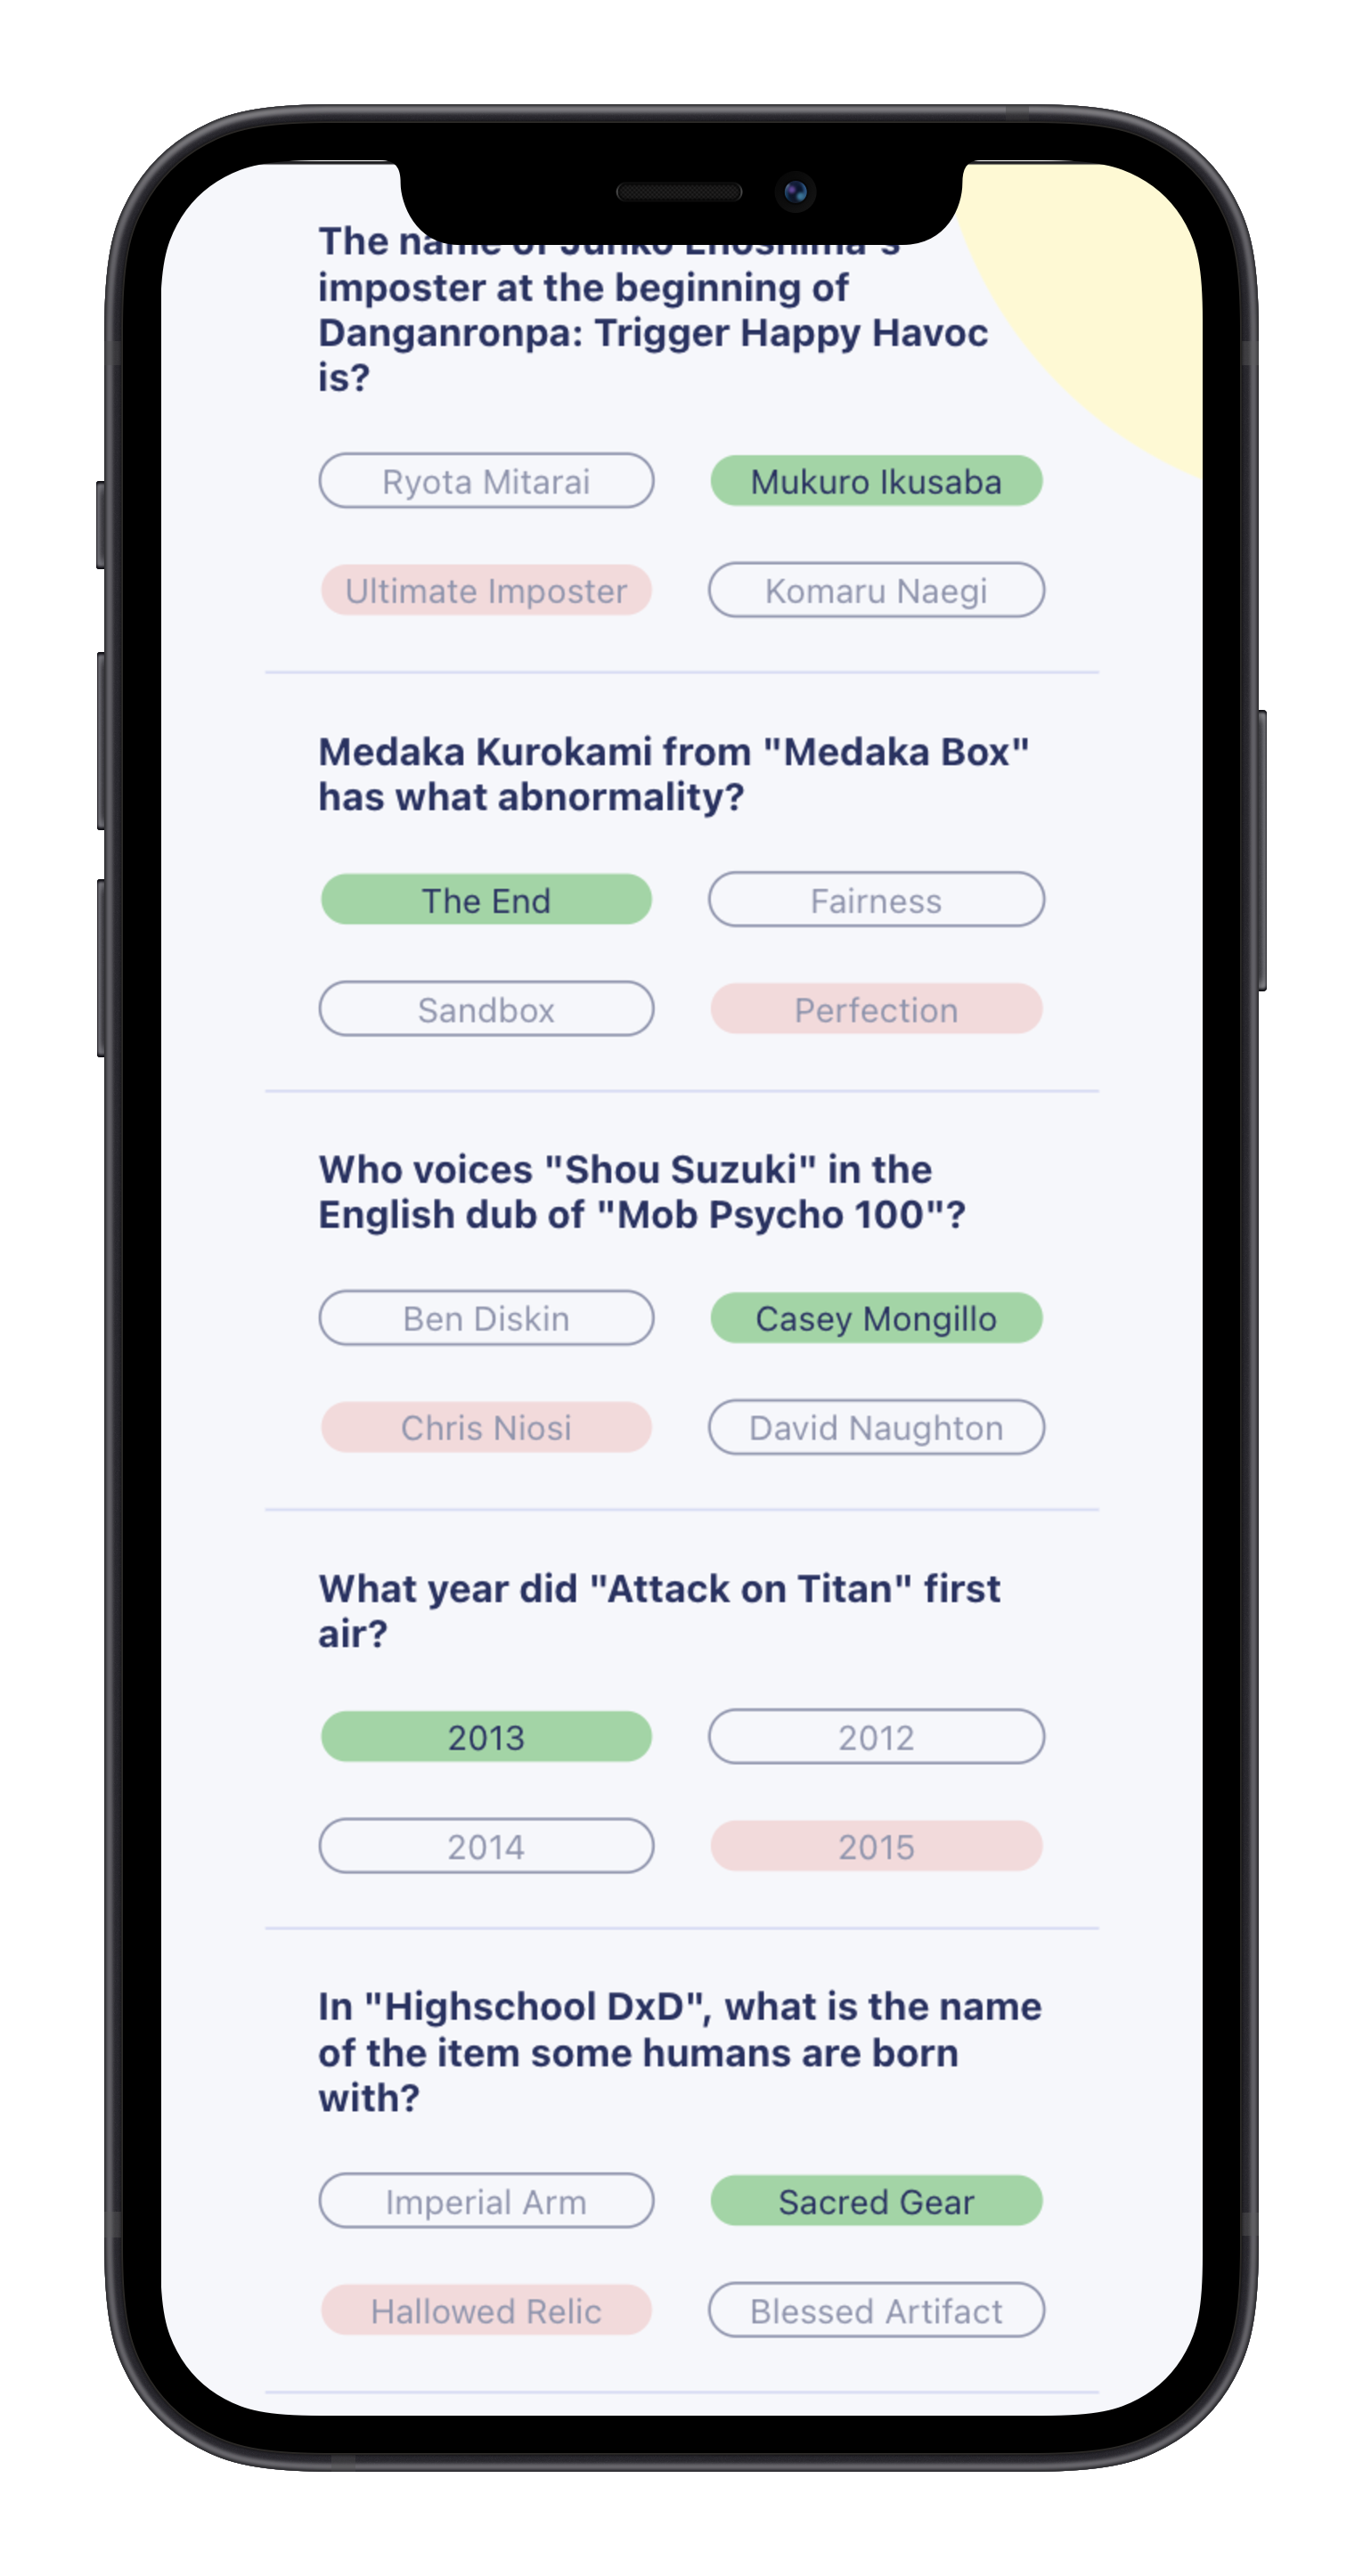 The name of Junko Enoshima's
imposter at the beginning of
Danganronpa: Trigger Happy Havoc
is?
Ryota Mitarai
Mukuro Ikusaba
Ultimate Imposter
Komaru Naegi
Medaka Kurokami from "Medaka Box"
has what abnormality?
The End
Fairness
Sandbox
Perfection
Who voices "Shou Suzuki" in the
English dub of "Mob Psycho 100"?
Ben Diskin
Casey Mongillo
Chris Niosi
David Naughton
What year did "Attack on Titan" first
air?
2013
2012
2014
2015
In "Highschool DxD", what is the name
of the item some humans are born
with?
Imperial Arm
Sacred Gear
Hallowed Relic
Blessed Artifact